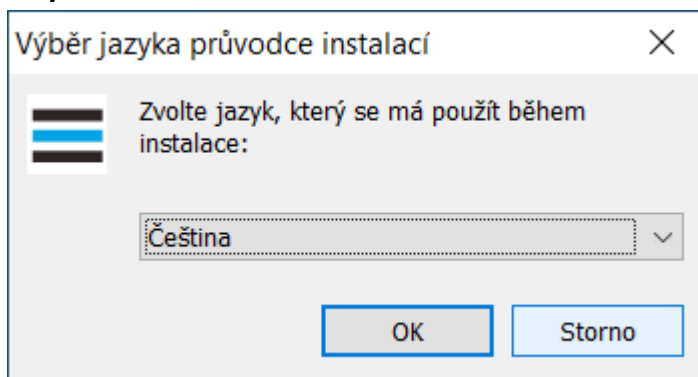 Výběr jazyka průvodce instalací
Zvolte jazyk, který se má použít během
instalace:
Čeština
OK
Storno